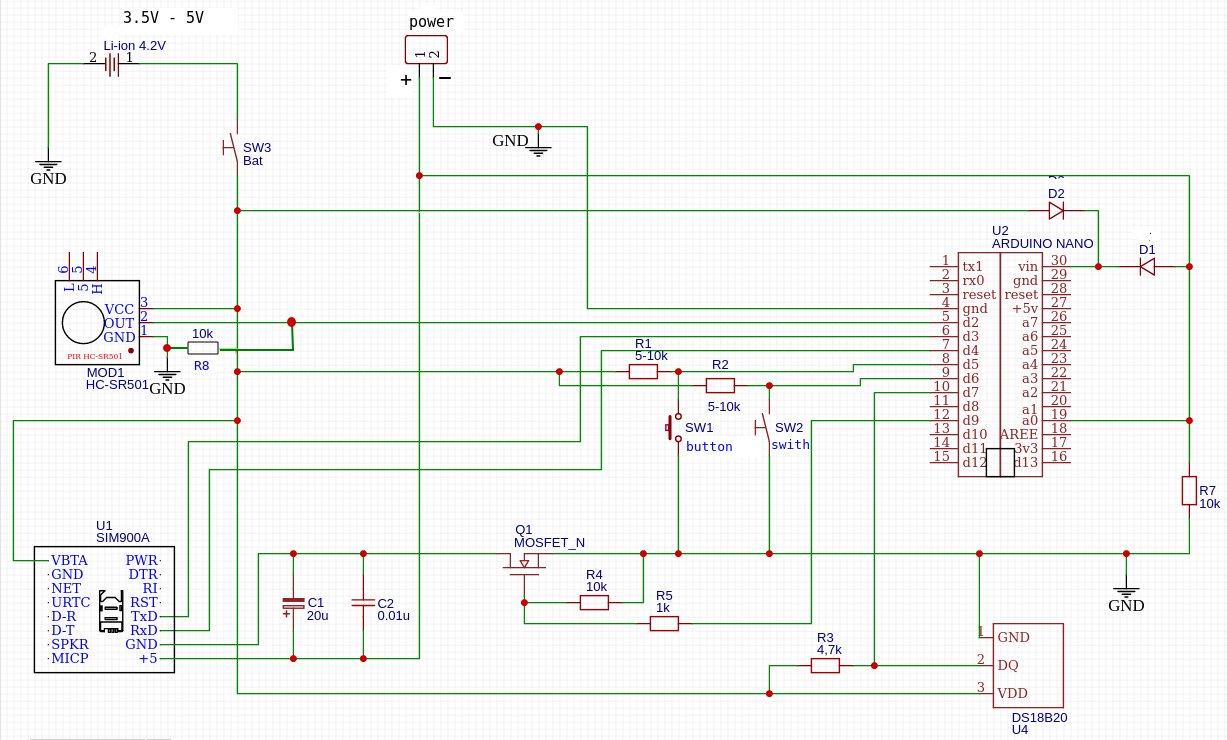 3.5V - 5V
power
Li-ion 4.2V
2 1
1 2
+ −
SW3
Bat
GND
GND
D2
U2
ARDUINO NANO
D1
1 tx1 vin 30
2 rx0 gnd 29
3 reset reset 28
4 gnd +5v 27
5 d2 a7 26
6 d3 a6 25
7 d4 a5 24
8 d5 a4 23
9 d6 a3 22
10 d7 a2 21
11 d8 a1 20
12 d9 a0 19
13 d10 AREE 18
14 d11 3v3 17
15 d12 d13 16
6 5 4
L 5 H
VCC 3
OUT 2
GND 1
PIR HC-SR501
MOD1
HC-SR501
10k
R8
GND
R1
5-10k
R2
5-10k
SW1
button
SW2
swith
R7
10k
Q1
MOSFET_N
U1
SIM900A
VBTA PWR
GND DTR
NET RI
URTC RST
D-R TxD
D-T RxD
SPKR GND
MICP +5
C1
20u
C2
0.01u
R4
10k
R5
1k
R3
4,7k
GND
1 GND
2 DQ
3 VDD
DS18B20
U4